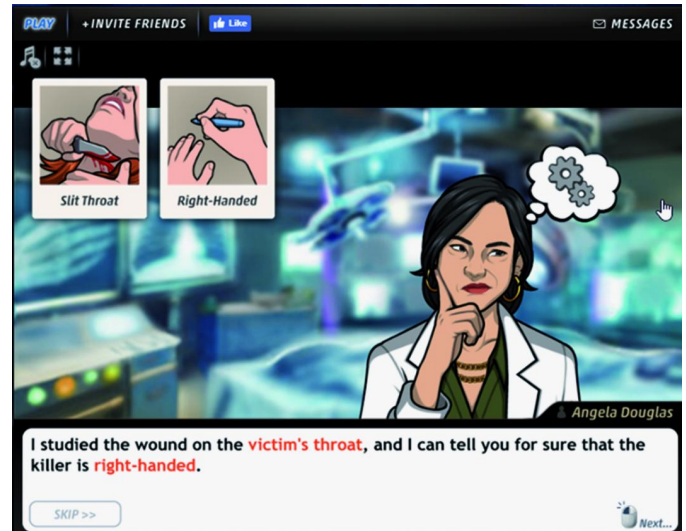 PLAY
+INVITE FRIENDS
Like
MESSAGES
Slit Throat
Right-Handed
Angela Douglas
I studied the wound on the victim's throat, and I can tell you for sure that the
killer is right-handed.
SKIP >>
Next...